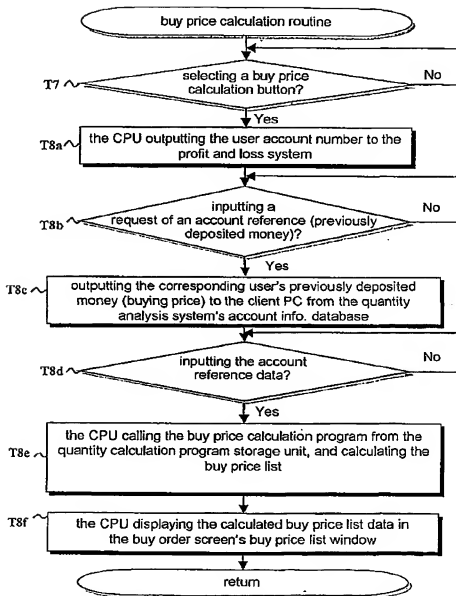 buy price calculation routine
T7
selecting a buy price
calculation button?
No
Yes
T8a
the CPU outputting the user account number to the
profit and loss system
T8b
inputting a
request of an account reference (previously
deposited money)?
No
Yes
T8c
outputting the corresponding user's previously deposited
money (buying price) to the client PC from the quantity
analysis system's account info. database
T8d
inputting the account
reference data?
No
Yes
T8e
the CPU calling the buy price calculation program from the
quantity calculation program storage unit, and calculating the
buy price list
T8f
the CPU displaying the calculated buy price list data in
the buy order screen's buy price list window
return